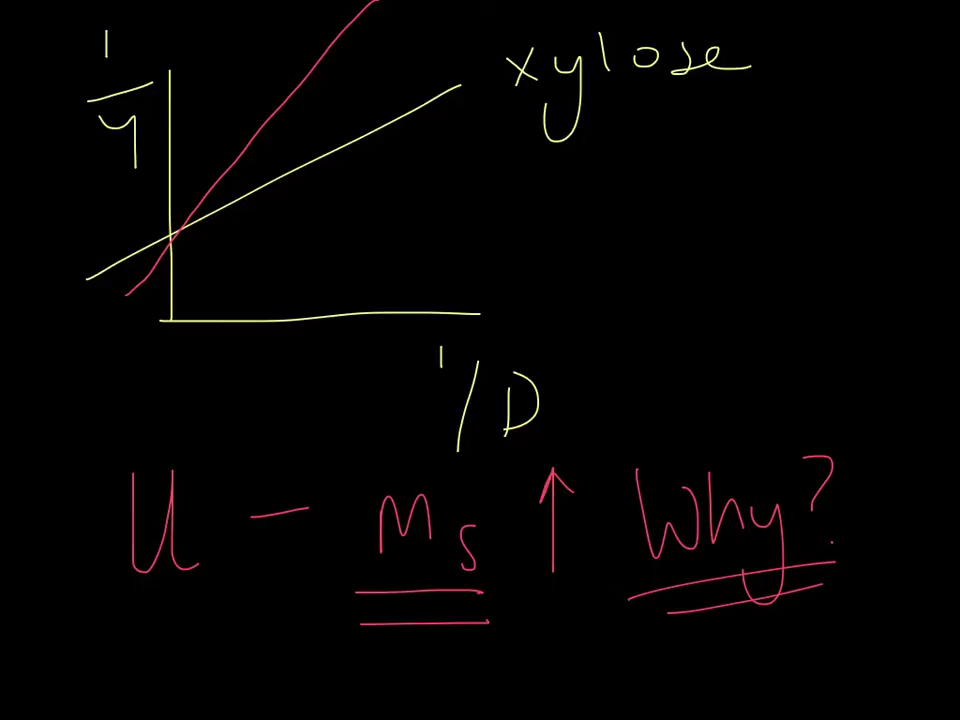 1
—
Y
xylose
1/D
U - ms ↑ Why?